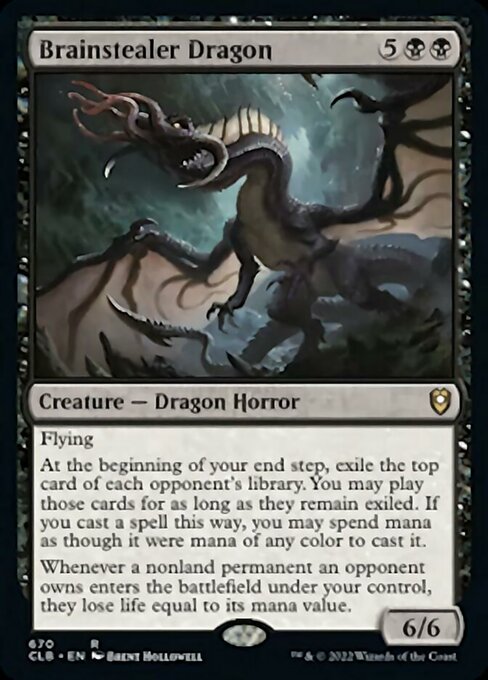 Brainstealer Dragon 5
Creature — Dragon Horror
Flying
At the beginning of your end step, exile the top
card of each opponent's library. You may play
those cards for as long as they remain exiled. If
you cast a spell this way, you may spend mana
as though it were mana of any color to cast it.
Whenever a nonland permanent an opponent
owns enters the battlefield under your control,
they lose life equal to its mana value.
6/6
670 R
CLB • EN Brent Hollowell
™ & © 2022 Wizards of the Coast